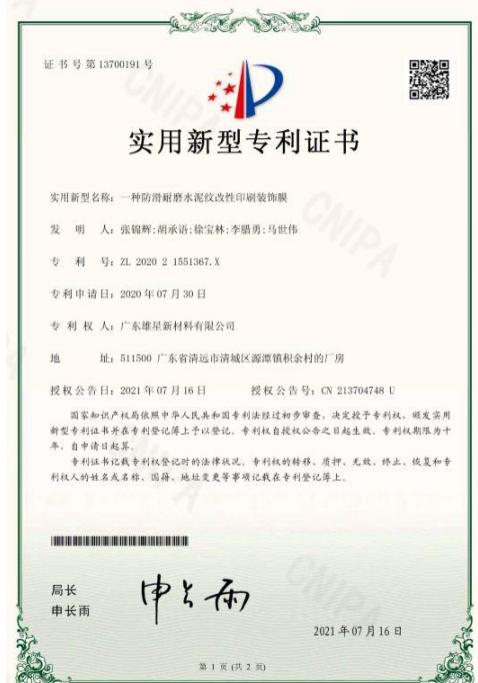 证书号第13700191号
实用新型专利证书
实用新型名称：一种防滑耐磨水泥纹改性印刷装饰膜
发 明 人：张锦辉;胡承语;徐宝林;李腊勇;马世伟
专 利 号：ZL 2020 2 1551367.X
专利申请日：2020年07月30日
专 利 权 人：广东雄星新材料有限公司
地 址：511500 广东省清远市清城区源潭镇积余村的厂房
授权公告日：2021年07月16日 授权公告号：CN 213704748 U
国家知识产权局依照中华人民共和国专利法经过初步审查，决定授予专利权，颁发实用
新型专利证书并在专利登记簿上予以登记。专利权自授权公告之日起生效。专利权期限为十
年，自申请日起算。
专利证书记载专利权登记时的法律状况。专利权的转移、质押、无效、终止、恢复和专
利权人的姓名或名称、国籍、地址变更等事项记载在专利登记簿上。
局长
申长雨
申长雨
2021年07月16日
第 1 页 (共 2 页)
CNIPA
CNIPA
CNIPA
CNIPA